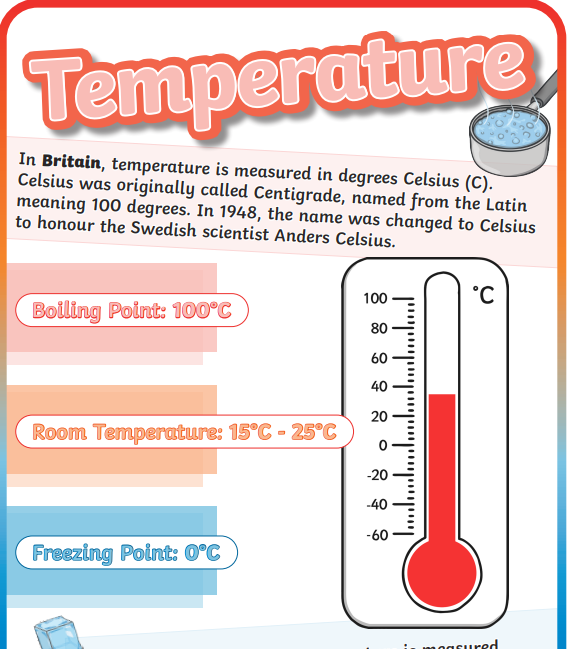 Temperature
In Britain, temperature is measured in degrees Celsius (C).
Celsius was originally called Centigrade, named from the Latin
meaning 100 degrees. In 1948, the name was changed to Celsius
to honour the Swedish scientist Anders Celsius.
Boiling Point: 100°C
Room Temperature: 15°C - 25°C
Freezing Point: 0°C
°C
100
80
60
40
20
0
-20
-40
-60
is measured